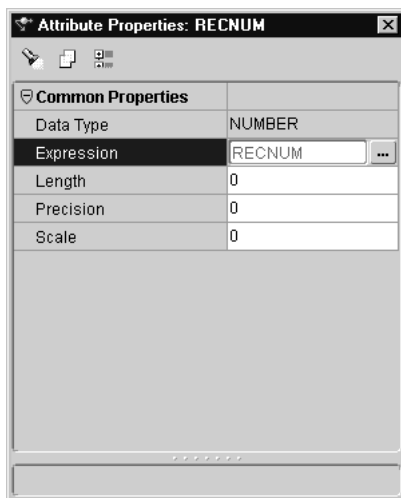 Attribute Properties: RECNUM
Common Properties
Data Type NUMBER
Expression RECNUM ...
Length 0
Precision 0
Scale 0